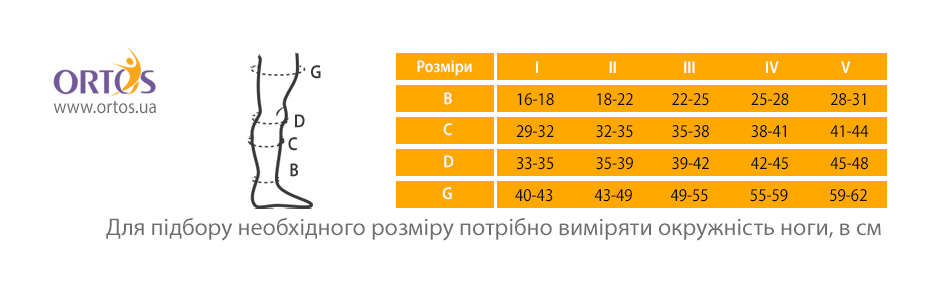 ORTOS
www.ortos.ua
G
D
C
B
Розміри I II III IV V
B 16-18 18-22 22-25 25-28 28-31
C 29-32 32-35 35-38 38-41 41-44
D 33-35 35-39 39-42 42-45 45-48
G 40-43 43-49 49-55 55-59 59-62
Для підбору необхідного розміру потрібно виміряти окружність ноги, в см